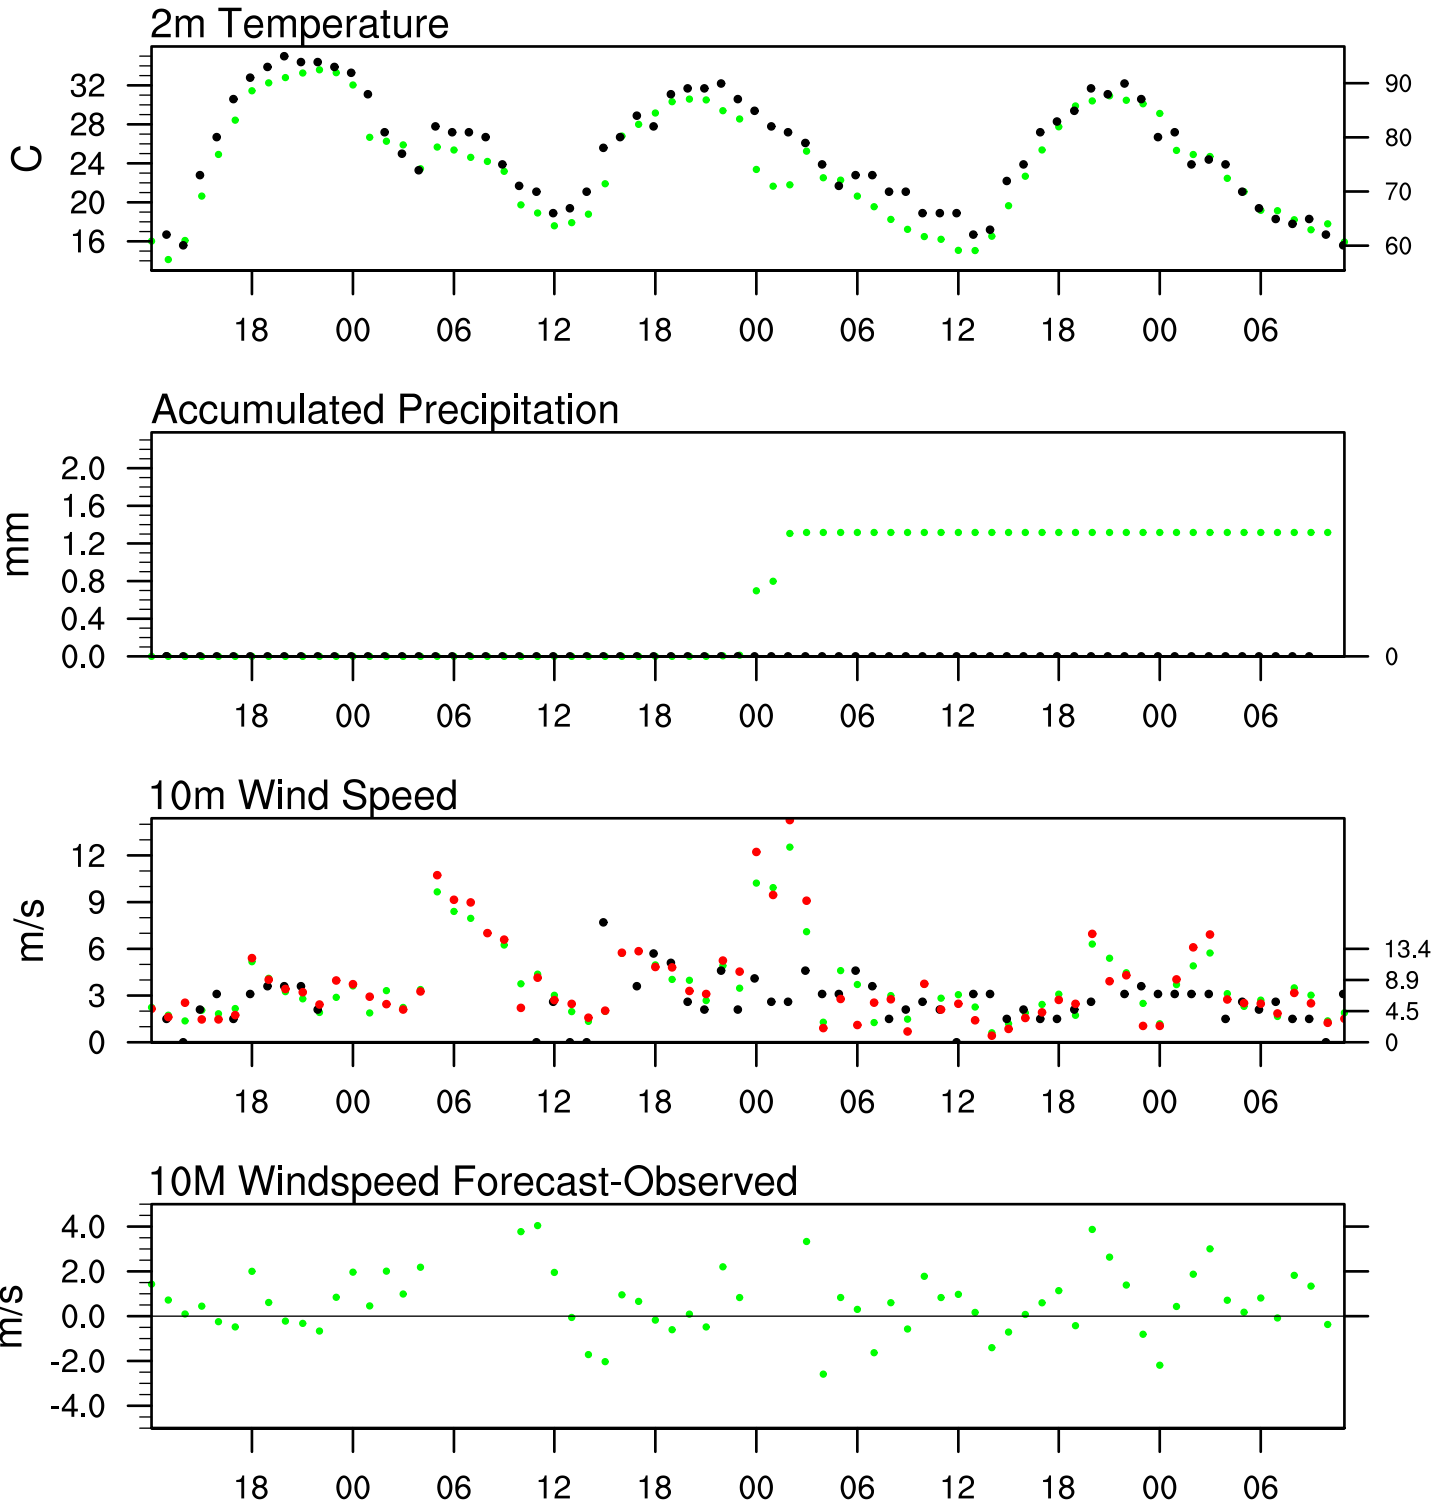 2m Temperature
32
28
24
20
16
C
90
80
70
60
18 00 06 12 18 00 06 12 18 00 06
Accumulated Precipitation
2.0
1.6
1.2
0.8
0.4
0.0
mm
0
18 00 06 12 18 00 06 12 18 00 06
10m Wind Speed
12
9
6
3
0
m/s
13.4
8.9
4.5
0
18 00 06 12 18 00 06 12 18 00 06
10M Windspeed Forecast-Observed
4.0
2.0
0.0
-2.0
-4.0
m/s
18 00 06 12 18 00 06 12 18 00 06